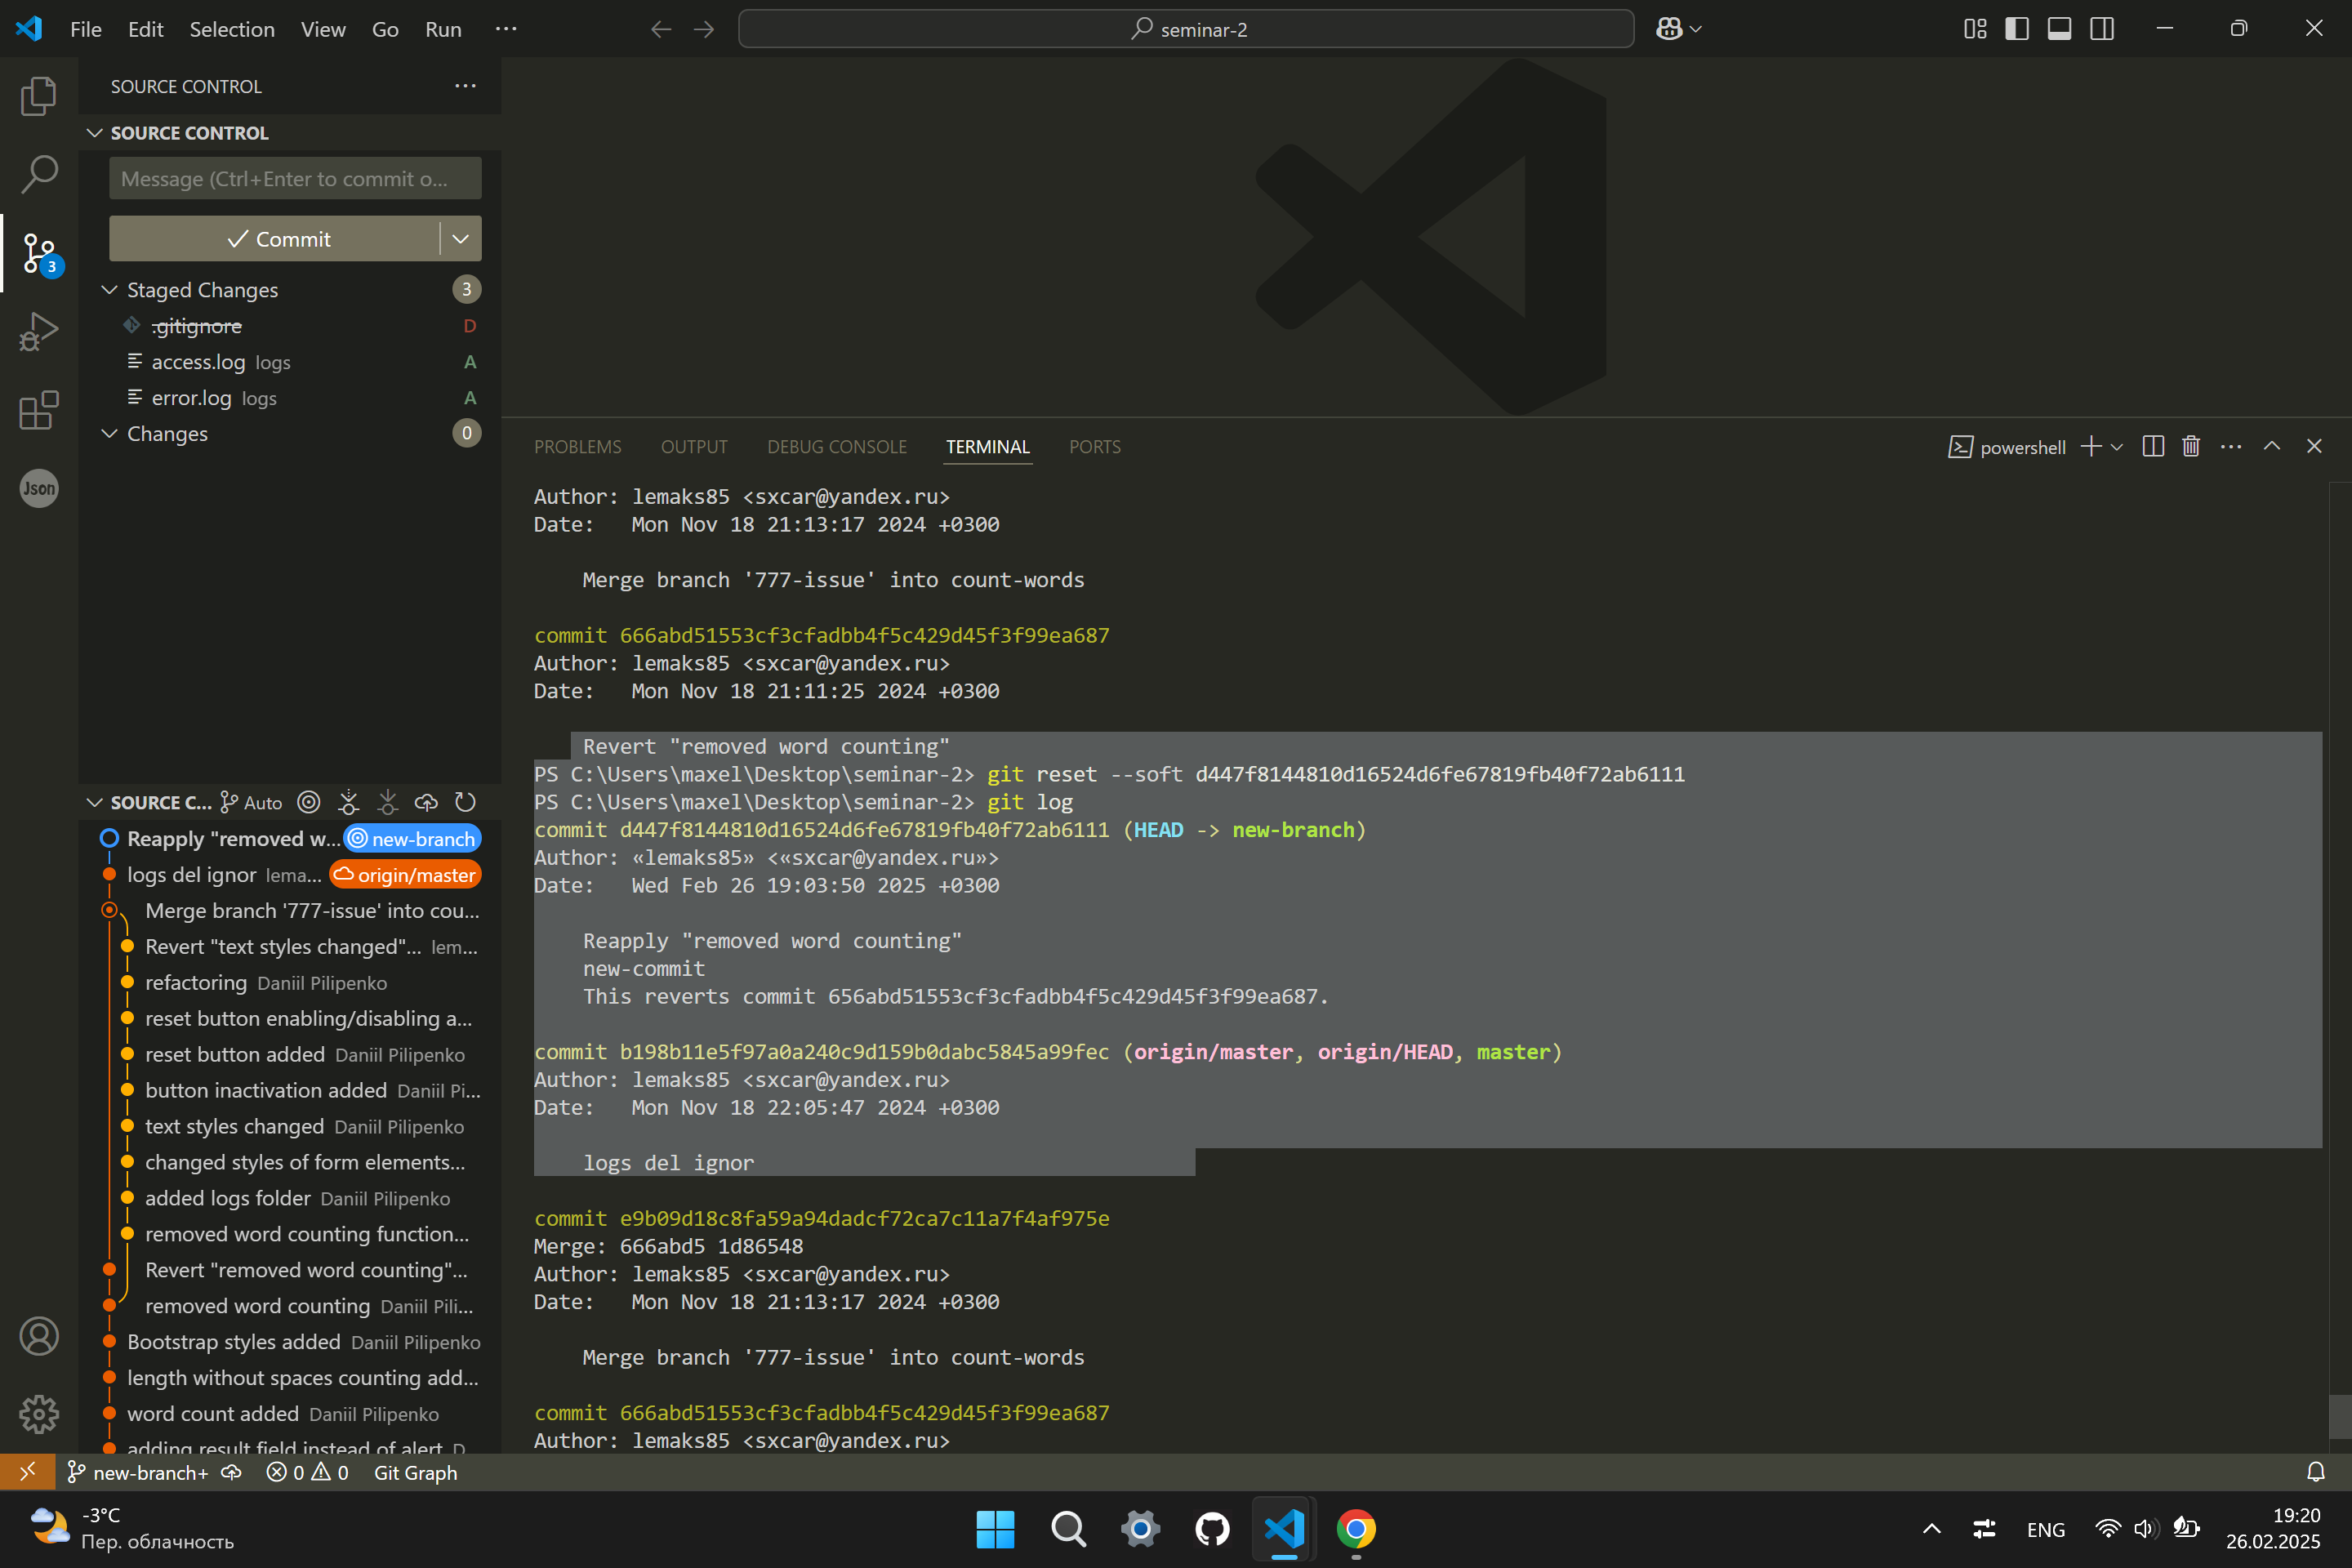 File Edit Selection View Go Run ···
seminar-2
SOURCE CONTROL
SOURCE CONTROL
Message (Ctrl+Enter to commit o...
Commit
Staged Changes 3
.gitignore D
access.log logs A
error.log logs A
Changes 0
3
Json
SOURCE C... Auto
Reapply "removed w... new-branch
logs del ignor lema... origin/master
Merge branch '777-issue' into cou...
Revert "text styles changed"... lem...
refactoring Daniil Pilipenko
reset button enabling/disabling a...
reset button added Daniil Pilipenko
button inactivation added Daniil Pi...
text styles changed Daniil Pilipenko
changed styles of form elements...
added logs folder Daniil Pilipenko
removed word counting function...
Revert "removed word counting"...
removed word counting Daniil Pili...
Bootstrap styles added Daniil Pilipenko
length without spaces counting add...
word count added Daniil Pilipenko
adding result field instead of alert D
PROBLEMS OUTPUT DEBUG CONSOLE TERMINAL PORTS
powershell
Author: lemaks85 <sxcar@yandex.ru>
Date:   Mon Nov 18 21:13:17 2024 +0300
Merge branch '777-issue' into count-words
commit 666abd51553cf3cfadbb4f5c429d45f3f99ea687
Author: lemaks85 <sxcar@yandex.ru>
Date:   Mon Nov 18 21:11:25 2024 +0300
Revert "removed word counting"
PS C:\Users\maxel\Desktop\seminar-2> git reset --soft d447f8144810d16524d6fe67819fb40f72ab6111
PS C:\Users\maxel\Desktop\seminar-2> git log
commit d447f8144810d16524d6fe67819fb40f72ab6111 (HEAD -> new-branch)
Author: «lemaks85» <«sxcar@yandex.ru»>
Date:   Wed Feb 26 19:03:50 2025 +0300
Reapply "removed word counting"
new-commit
This reverts commit 656abd51553cf3cfadbb4f5c429d45f3f99ea687.
commit b198b11e5f97a0a240c9d159b0dabc5845a99fec (origin/master, origin/HEAD, master)
Author: lemaks85 <sxcar@yandex.ru>
Date:   Mon Nov 18 22:05:47 2024 +0300
logs del ignor
commit e9b09d18c8fa59a94dadcf72ca7c11a7f4af975e
Merge: 666abd5 1d86548
Author: lemaks85 <sxcar@yandex.ru>
Date:   Mon Nov 18 21:13:17 2024 +0300
Merge branch '777-issue' into count-words
commit 666abd51553cf3cfadbb4f5c429d45f3f99ea687
Author: lemaks85 <sxcar@yandex.ru>
new-branch+ 0 0 Git Graph
-3°C
Пер. облачность
ENG
19:20
26.02.2025